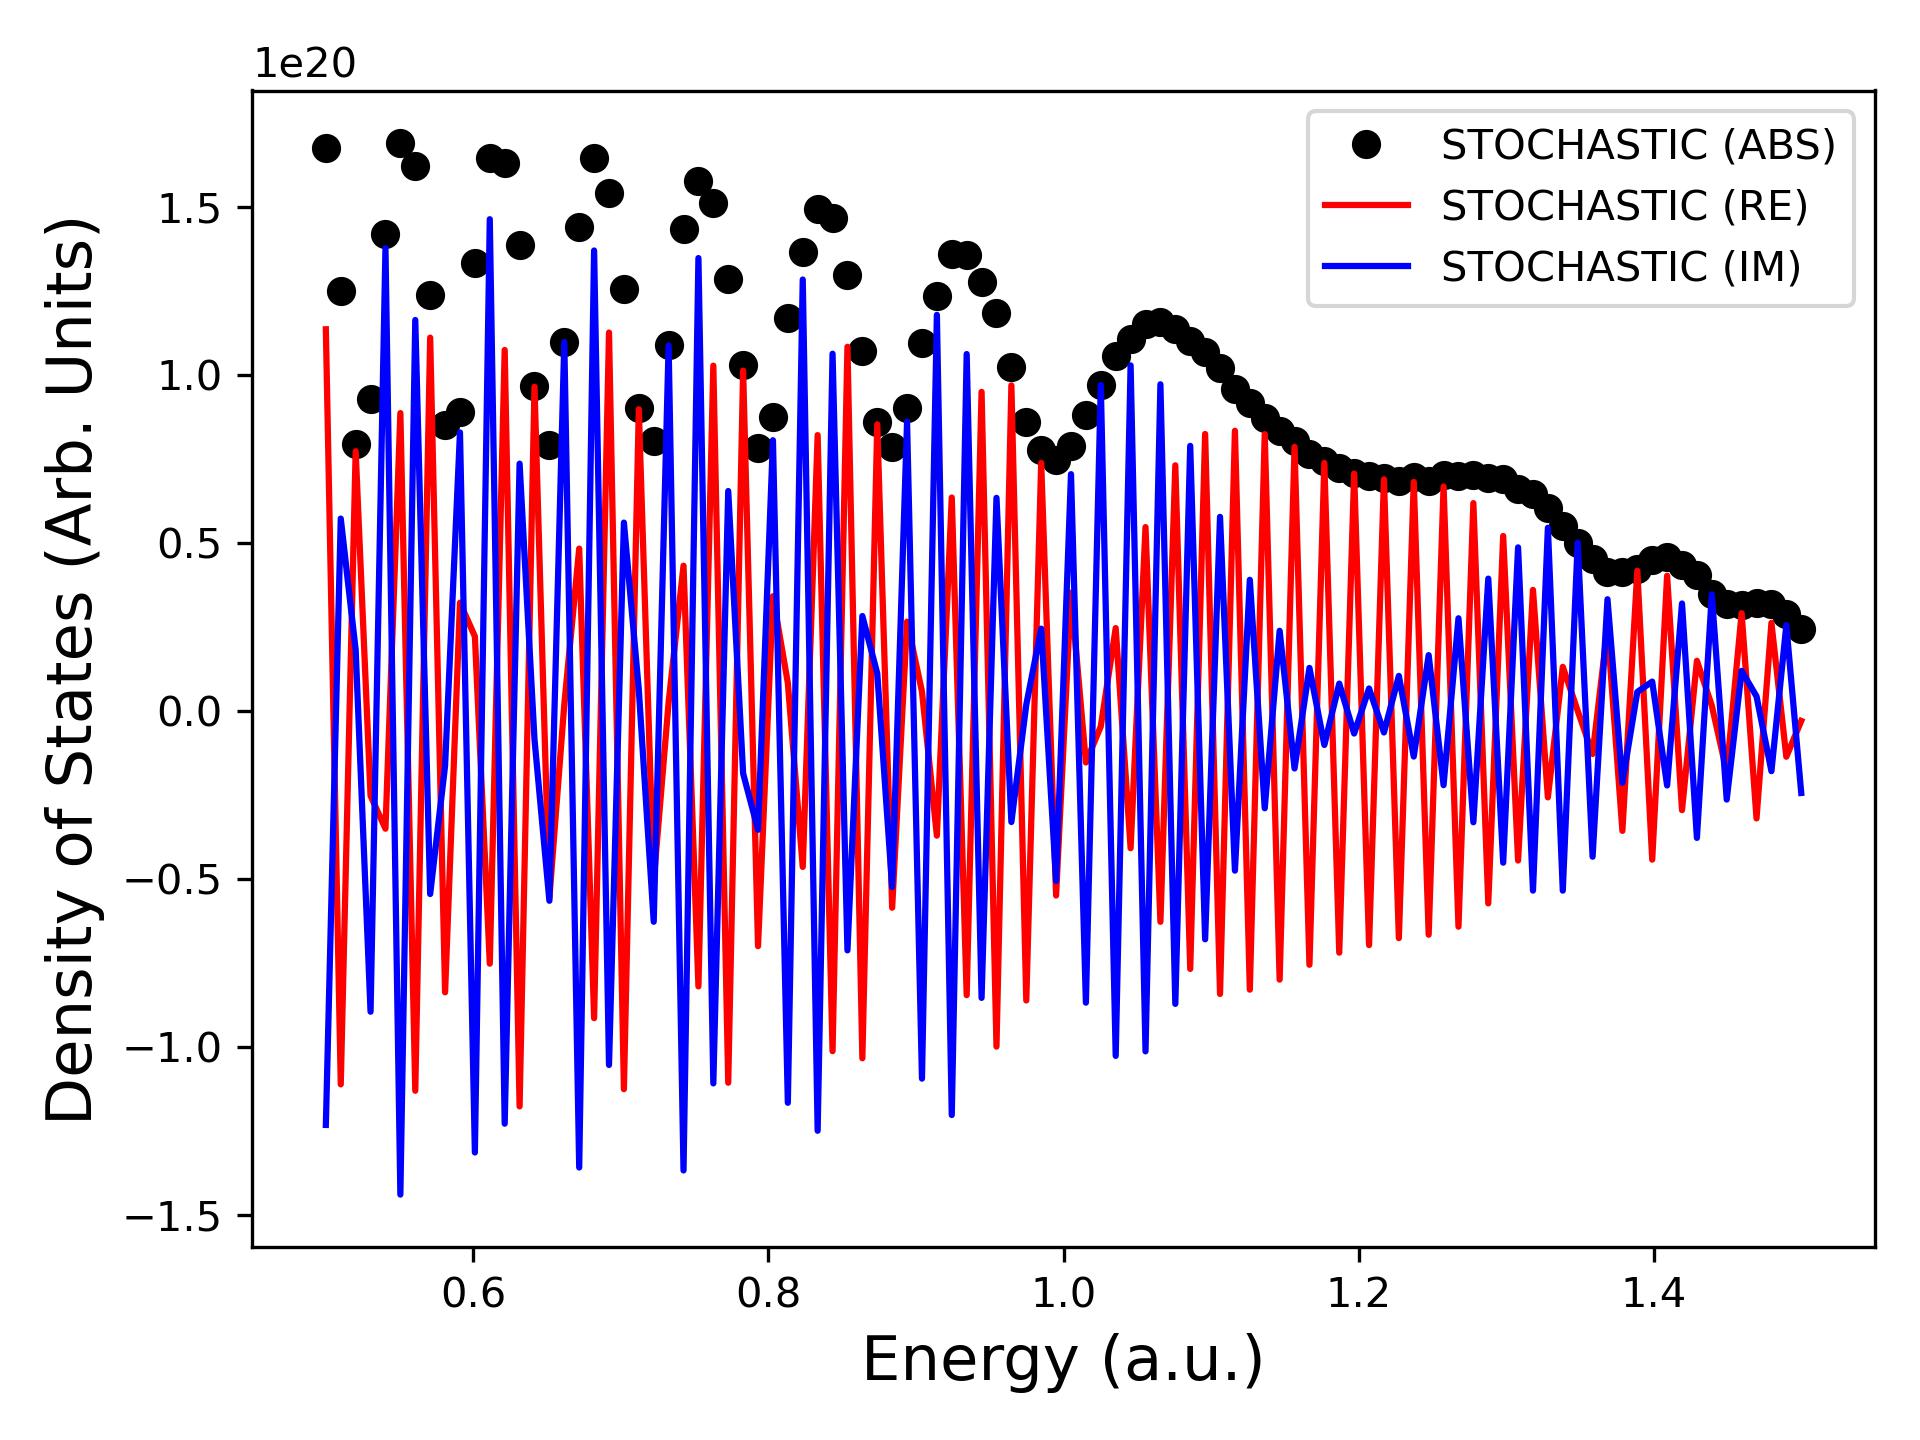 1e20
STOCHASTIC (ABS)
STOCHASTIC (RE)
STOCHASTIC (IM)
Density of States (Arb. Units)
1.5
1.0
0.5
0.0
−0.5
−1.0
−1.5
0.6 0.8 1.0 1.2 1.4
Energy (a.u.)